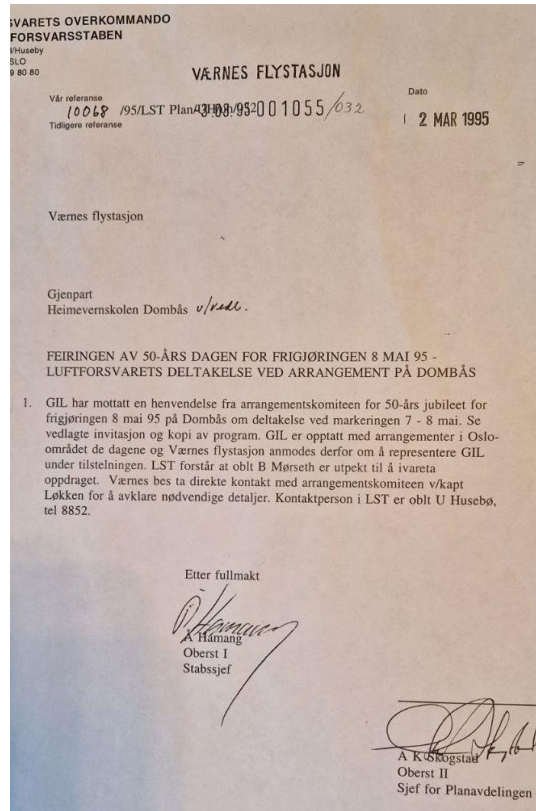 SVARETS OVERKOMMANDO
FORSVARSSTABEN
/Huseby
SLO
9 80 80
VÆRNES FLYSTASJON
Vår referanse
10068 /95/LST Plan/ 13.03.95 001055/032
Tidligere referanse
Dato
2 MAR 1995
Værnes flystasjon
Gjenpart
Heimevernskolen Dombås v/vedl.
FEIRINGEN AV 50-ÅRS DAGEN FOR FRIGJØRINGEN 8 MAI 95 -
LUFTFORSVARETS DELTAKELSE VED ARRANGEMENT PÅ DOMBÅS
1. GIL har mottatt en henvendelse fra arrangementskomiteen for 50-års jubileet for
frigjøringen 8 mai 95 på Dombås om deltakelse ved markeringen 7 - 8 mai. Se
vedlagte invitasjon og kopi av program. GIL er opptatt med arrangementer i Oslo-
området de dagene og Værnes flystasjon anmodes derfor om å representere GIL
under tilstelningen. LST forstår at oblt B Mørseth er utpekt til å ivareta
oppdraget. Værnes bes ta direkte kontakt med arrangementskomiteen v/kapt
Løkken for å avklare nødvendige detaljer. Kontaktperson i LST er oblt U Husebø,
tel 8852.
Etter fullmakt
A Hamang
Oberst I
Stabssjef
A K Skogstad
Oberst II
Sjef for Planavdelingen